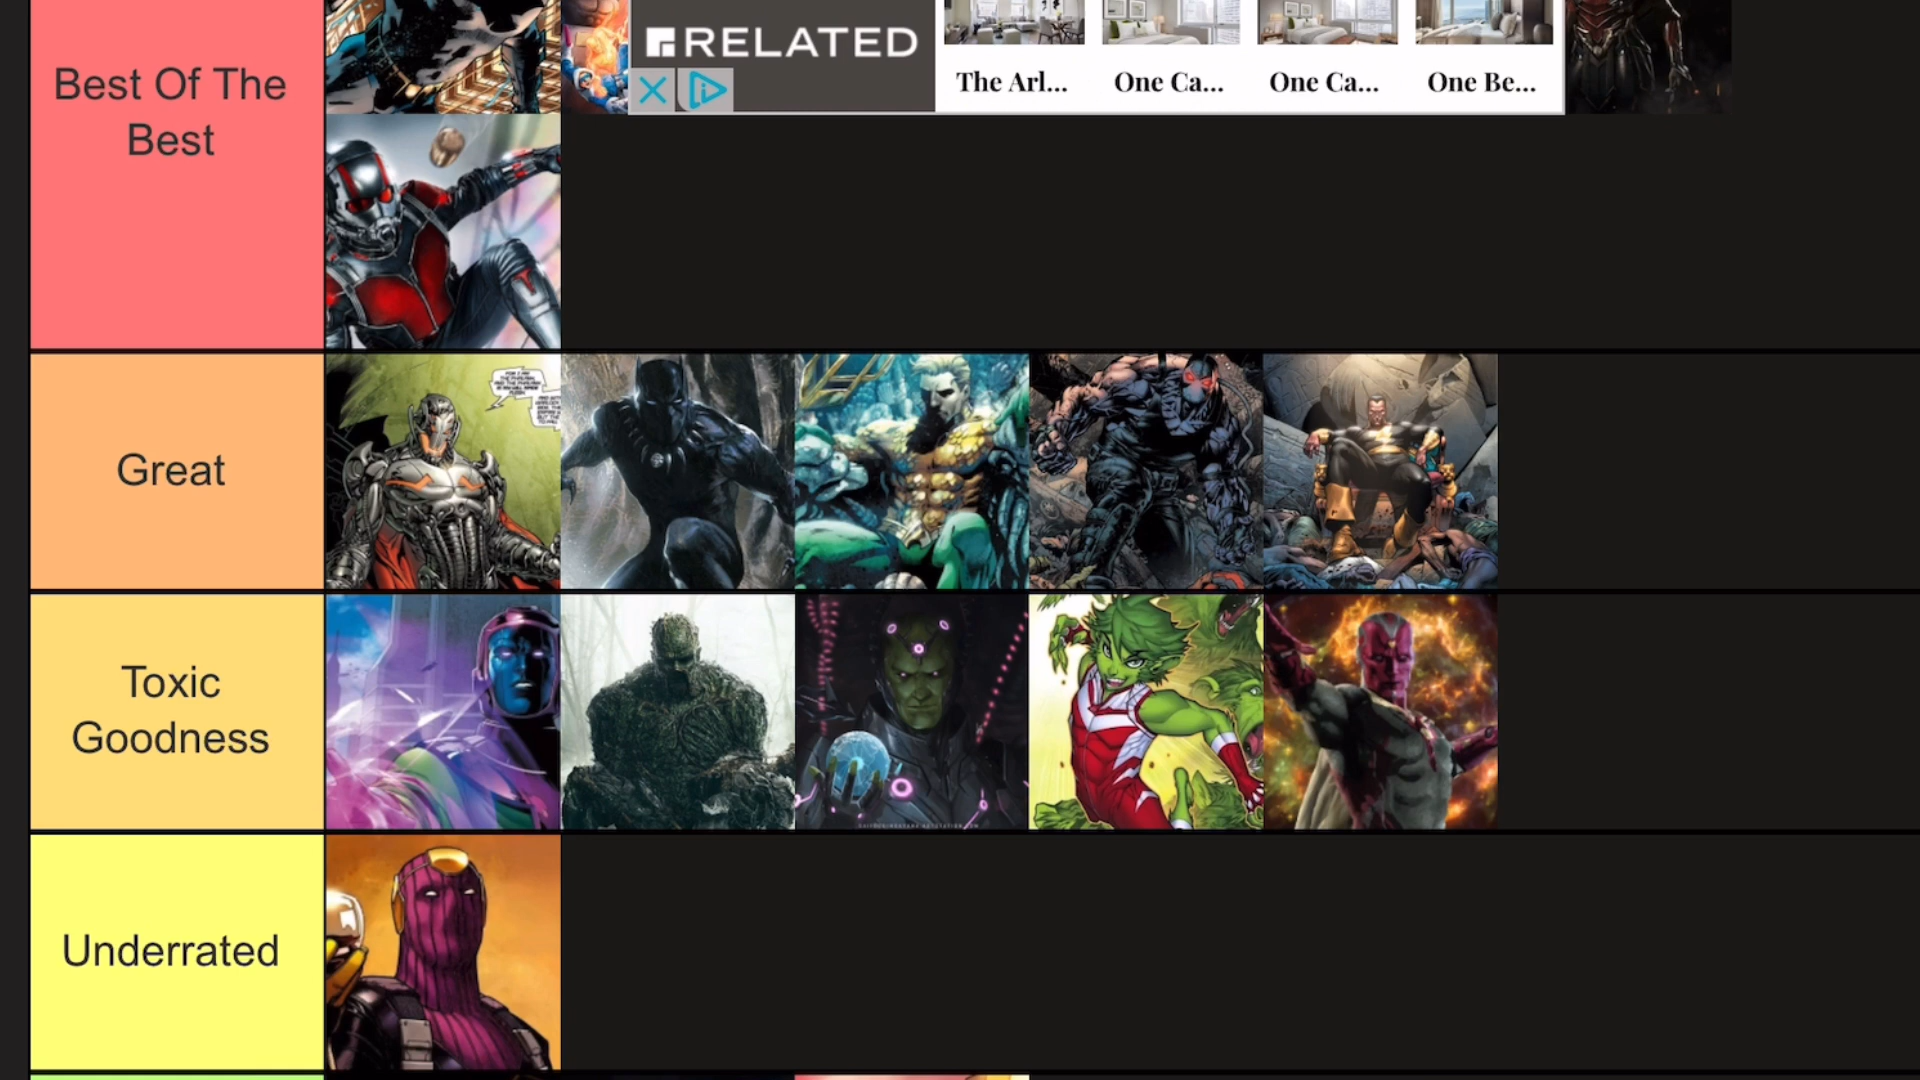 RELATED
The Arl...
One Ca...
One Ca...
One Be...
Best Of The
Best
Great
Toxic
Goodness
Underrated